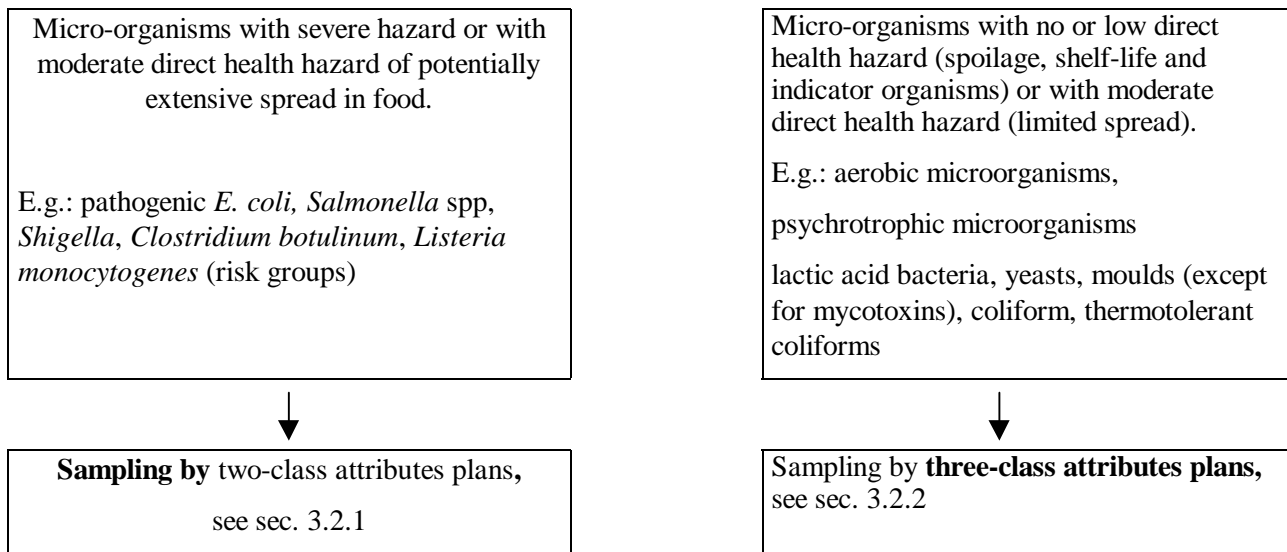 Micro-organisms with severe hazard or with
moderate direct health hazard of potentially
extensive spread in food.
E.g.: pathogenic E. coli, Salmonella spp,
Shigella, Clostridium botulinum, Listeria
monocytogenes (risk groups)
Sampling by two-class attributes plans,
see sec. 3.2.1
Micro-organisms with no or low direct
health hazard (spoilage, shelf-life and
indicator organisms) or with moderate
direct health hazard (limited spread).
E.g.: aerobic microorganisms,
psychrotrophic microorganisms
lactic acid bacteria, yeasts, moulds (except
for mycotoxins), coliform, thermotolerant
coliforms
Sampling by three-class attributes plans,
see sec. 3.2.2